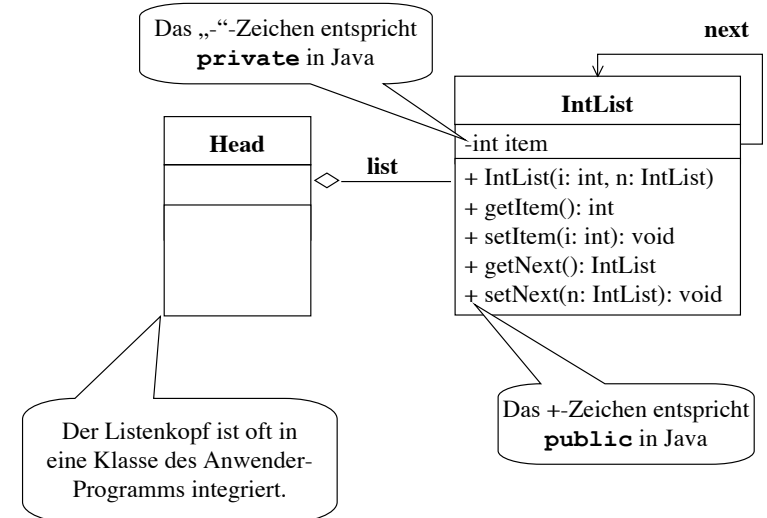 Das „-“-Zeichen entspricht
private in Java
next
IntList
-int item
+ IntList(i: int, n: IntList)
+ getItem(): int
+ setItem(i: int): void
+ getNext(): IntList
+ setNext(n: IntList): void
Head
list
Der Listenkopf ist oft in
eine Klasse des Anwender-
Programms integriert.
Das +-Zeichen entspricht
public in Java